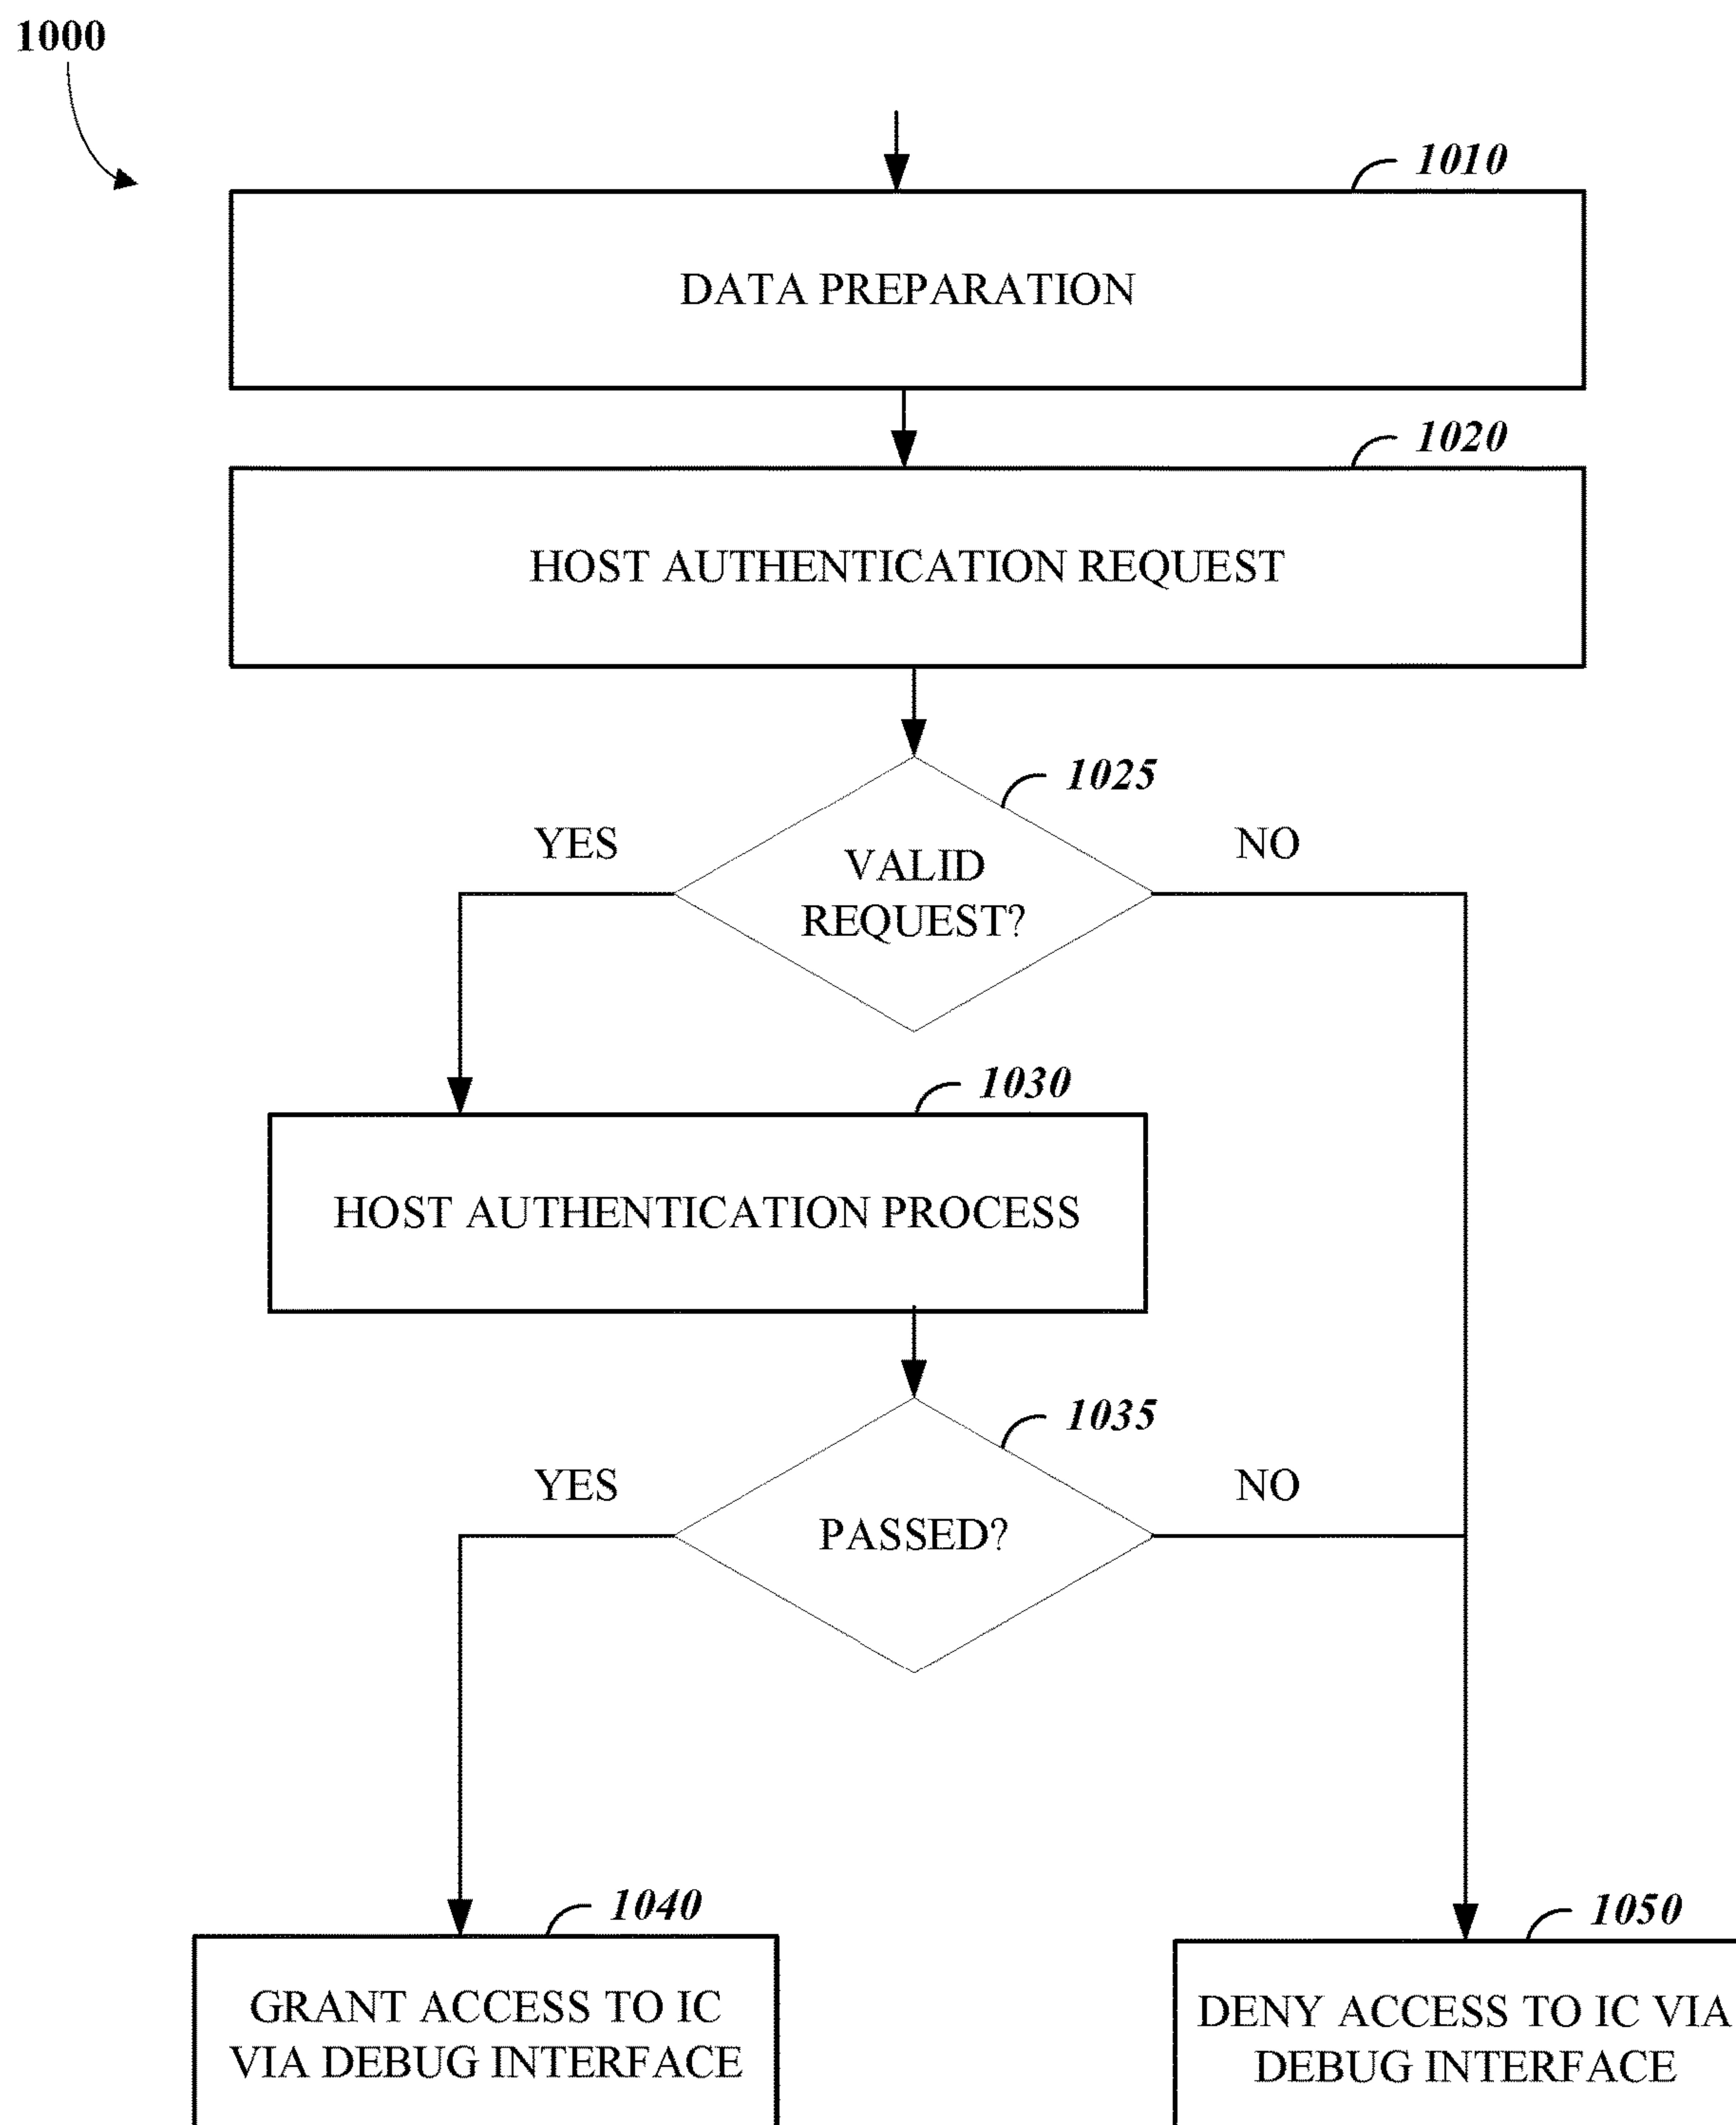 1000
1010
DATA PREPARATION
1020
HOST AUTHENTICATION REQUEST
1025
YES
NO
VALID
REQUEST?
1030
HOST AUTHENTICATION PROCESS
1035
YES
NO
PASSED?
1040
1050
GRANT ACCESS TO IC
VIA DEBUG INTERFACE
DENY ACCESS TO IC VIA
DEBUG INTERFACE